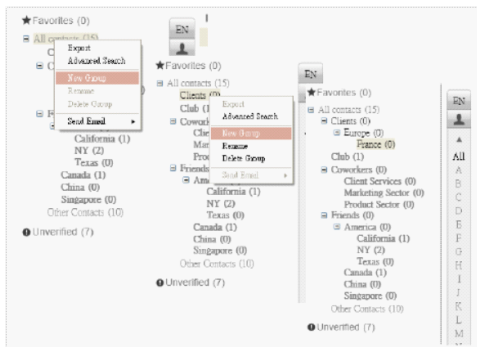 ★Favorites (0)
All contacts (15)
Export
Advanced Search
New Group
Rename
Delete Group
Send Email
California (1)
NY (2)
Texas (0)
Canada (1)
China (0)
Singapore (0)
Other Contacts (10)
Unverified (7)
EN
★Favorites (0)
All contacts (15)
Clients (0)
Club (1
Cowork
Clie
Mar
Pro
Friends
Ame
Export
Advanced Search
New Group
Rename
Delete Group
Send Email
California (1)
NY (2)
Texas (0)
Canada (1)
China (0)
Singapore (0)
Other Contacts (10)
Unverified (7)
EN
★Favorites (0)
All contacts (15)
Clients (0)
Europe (0)
France (0)
Club (1)
Coworkers (0)
Client Services (0)
Marketing Sector (0)
Product Sector (0)
Friends (0)
America (0)
California (1)
NY (2)
Texas (0)
Canada (1)
China (0)
Singapore (0)
Other Contacts (10)
Unverified (7)
EN
All
A
B
C
D
E
F
G
H
I
J
K
L
M